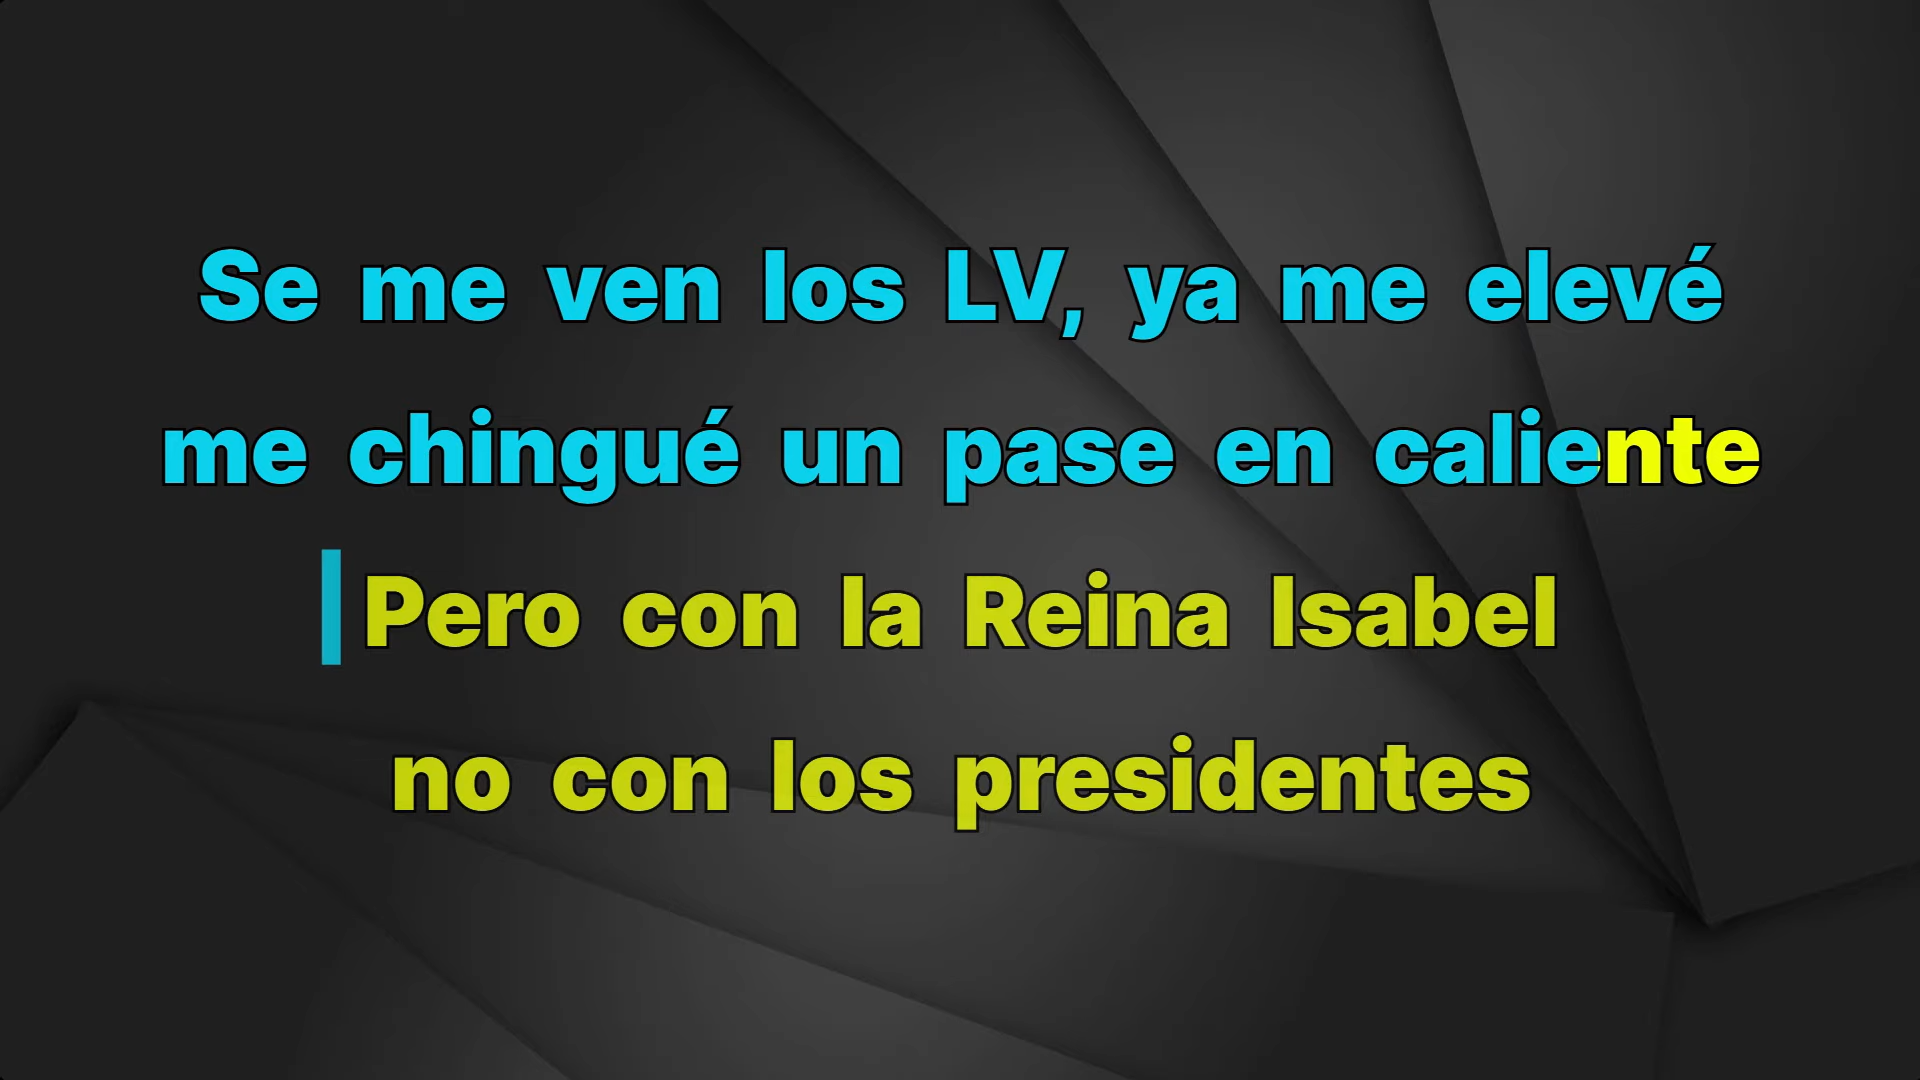 Se me ven los LV, ya me elevé
me chingué un pase en caliente
Pero con la Reina Isabel
no con los presidentes